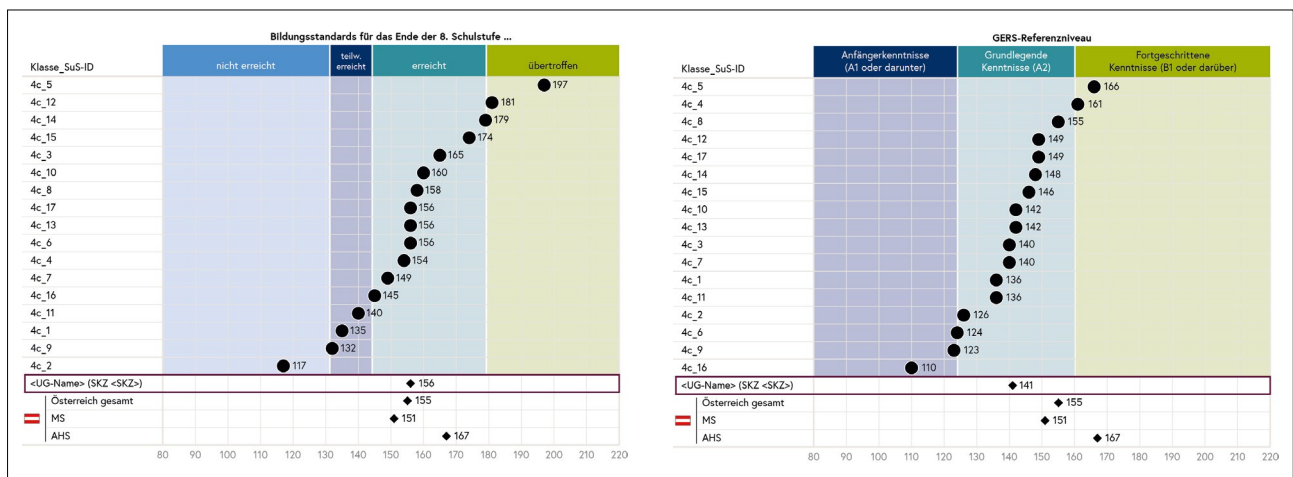 Bildungsstandards für das Ende der 8. Schulstufe ...
Klasse_SuS-ID
nicht erreicht
teilw. erreicht
erreicht
übertroffen
4c_5 197
4c_12 181
4c_14 179
4c_15 174
4c_3 165
4c_10 160
4c_8 158
4c_17 156
4c_13 156
4c_6 156
4c_4 154
4c_7 149
4c_16 145
4c_11 140
4c_1 135
4c_9 132
4c_2 117
<UG-Name> (SKZ <SKZ>) 156
Österreich gesamt 155
MS 151
AHS 167
80 90 100 110 120 130 140 150 160 170 180 190 200 210 220
GERS-Referenzniveau
Klasse_SuS-ID
Anfängerkenntnisse
(A1 oder darunter)
Grundlegende
Kenntnisse (A2)
Fortgeschrittene
Kenntnisse (B1 oder darüber)
4c_5 166
4c_4 161
4c_8 155
4c_12 149
4c_17 149
4c_14 148
4c_15 146
4c_10 142
4c_13 142
4c_3 140
4c_7 140
4c_1 136
4c_11 136
4c_2 126
4c_6 124
4c_9 123
4c_16 110
<UG-Name> (SKZ <SKZ>) 141
Österreich gesamt 155
MS 151
AHS 167
80 90 100 110 120 130 140 150 160 170 180 190 200 210 220